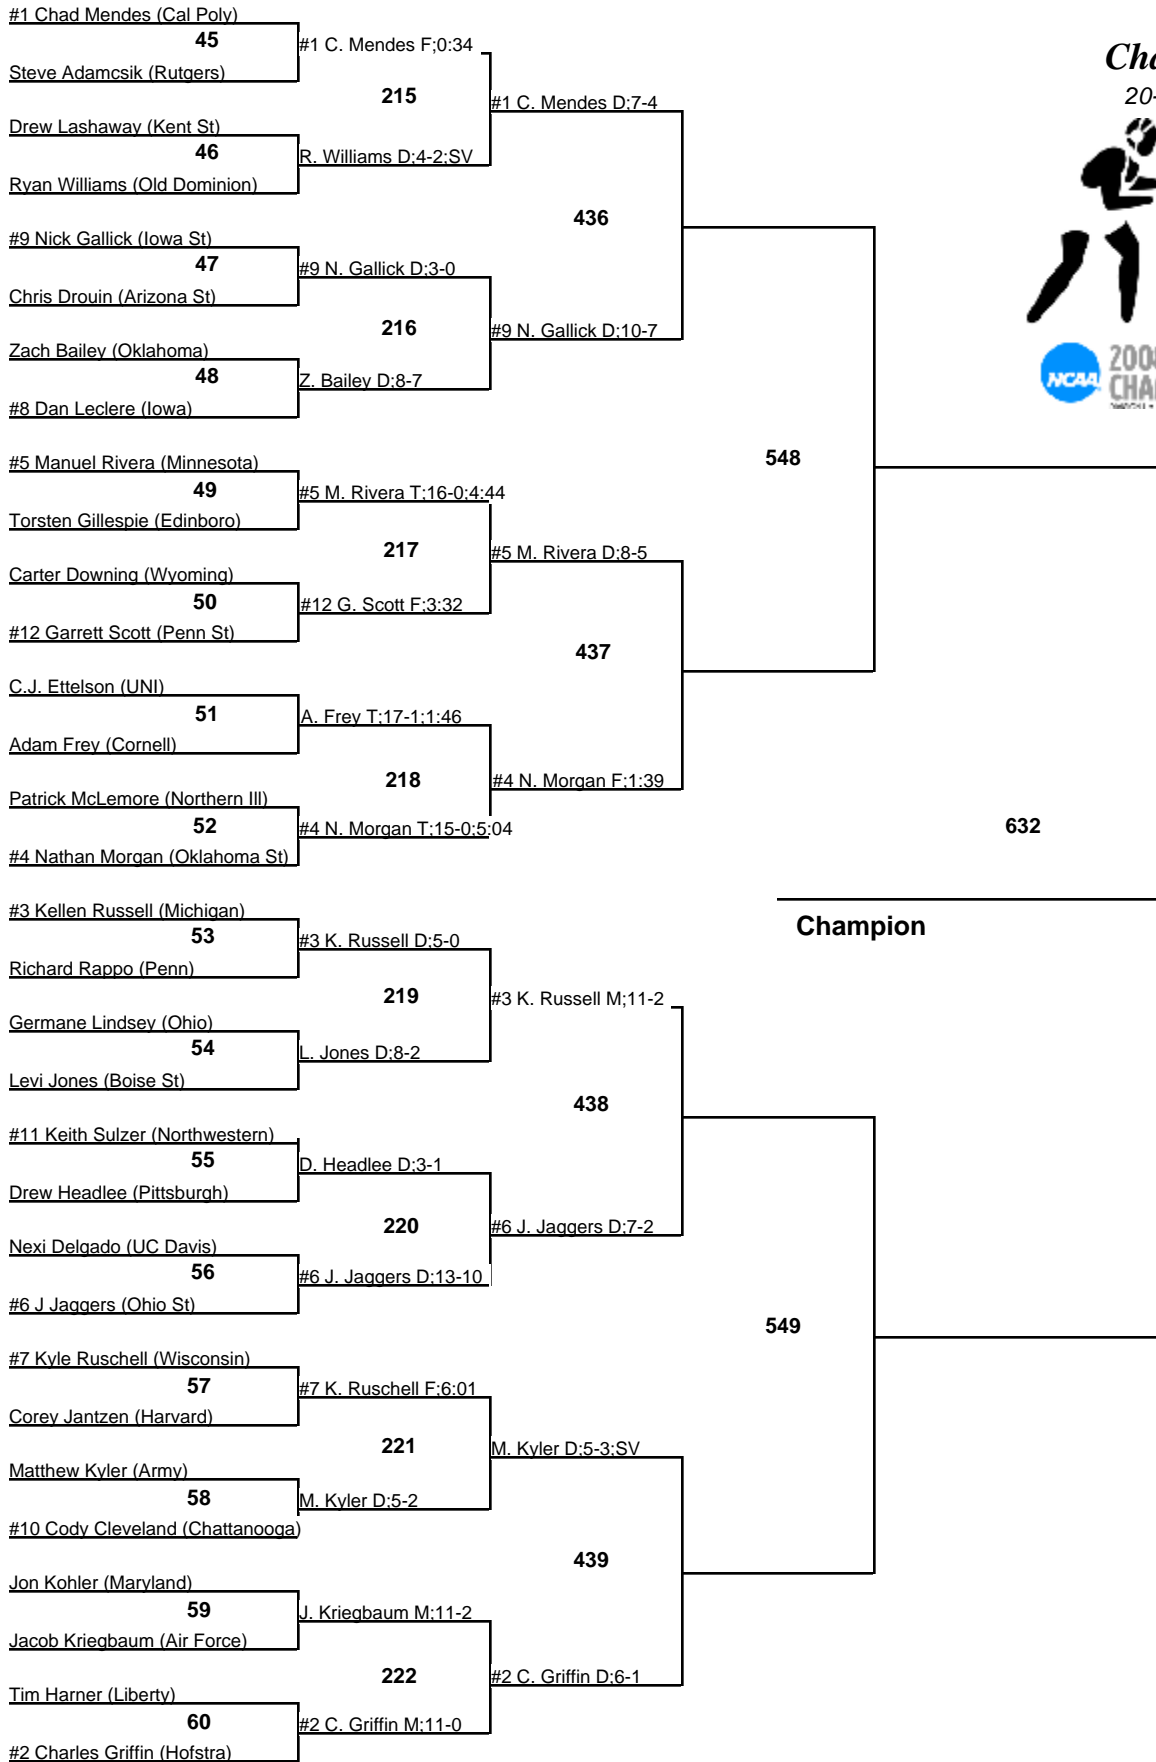 #1 Chad Mendes (Cal Poly)
45
#1 C. Mendes F;0:34
Steve Adamcsik (Rutgers)
215
#1 C. Mendes D;7-4
Drew Lashaway (Kent St)
46
R. Williams D;4-2;SV
Ryan Williams (Old Dominion)
436
#9 Nick Gallick (Iowa St)
47
#9 N. Gallick D;3-0
Chris Drouin (Arizona St)
216
#9 N. Gallick D;10-7
Zach Bailey (Oklahoma)
48
Z. Bailey D;8-7
#8 Dan Leclere (Iowa)
NCAA
548
#5 Manuel Rivera (Minnesota)
49
#5 M. Rivera T;16-0;4:44
Torsten Gillespie (Edinboro)
217
#5 M. Rivera D;8-5
Carter Downing (Wyoming)
50
#12 G. Scott F;3:32
#12 Garrett Scott (Penn St)
437
C.J. Ettelson (UNI)
51
A. Frey T;17-1;1:46
Adam Frey (Cornell)
218
#4 N. Morgan F;1:39
Patrick McLemore (Northern Ill)
52
#4 N. Morgan T;15-0;5:04
632
#4 Nathan Morgan (Oklahoma St)
#3 Kellen Russell (Michigan)
Champion
53
#3 K. Russell D;5-0
Richard Rappo (Penn)
219
#3 K. Russell M;11-2
Germane Lindsey (Ohio)
54
L. Jones D;8-2
Levi Jones (Boise St)
438
#11 Keith Sulzer (Northwestern)
55
D. Headlee D;3-1
Drew Headlee (Pittsburgh)
220
#6 J. Jaggers D;7-2
Nexi Delgado (UC Davis)
56
#6 J. Jaggers D;13-10
#6 J Jaggers (Ohio St)
549
#7 Kyle Ruschell (Wisconsin)
57
#7 K. Ruschell F;6:01
Corey Jantzen (Harvard)
221
M. Kyler D;5-3;SV
Matthew Kyler (Army)
58
M. Kyler D;5-2
#10 Cody Cleveland (Chattanooga)
439
Jon Kohler (Maryland)
59
J. Kriegbaum M;11-2
Jacob Kriegbaum (Air Force)
222
#2 C. Griffin D;6-1
Tim Harner (Liberty)
60
#2 C. Griffin M;11-0
#2 Charles Griffin (Hofstra)